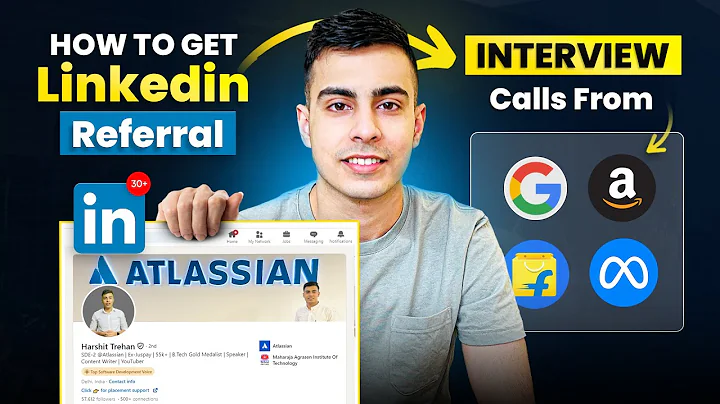 HOW TO GET
Linkedin
Referral
INTERVIEW
Calls From
30+
in
Home
My Network
Jobs
Messaging
Notifications
ATLASSIAN
Harshit Trehan
2nd
SDE-2 @Atlassian | Ex-Juspay | 55k+ | B.Tech Gold Medalist | Speaker |
Content Writer | YouTuber
Top Software Development Voice
Delhi, India · Contact info
Click 👉 for placement support
57,612 followers · 500+ connections
Atlassian
Maharaja Agrasen Institute Of
Technology
G
a
f